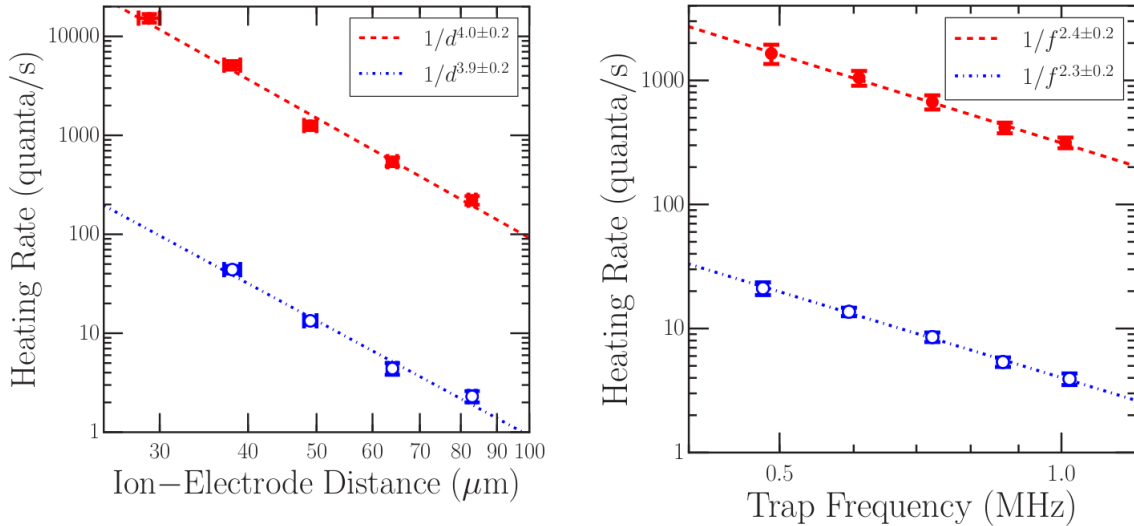 Heating Rate (quanta/s)
10000
1000
100
10
1
1/d^4.0±0.2
1/d^3.9±0.2
30 40 50 60 70 80 90 100
Ion−Electrode Distance (μm)
Heating Rate (quanta/s)
1000
100
10
1
1/f^2.4±0.2
1/f^2.3±0.2
0.5 1.0
Trap Frequency (MHz)